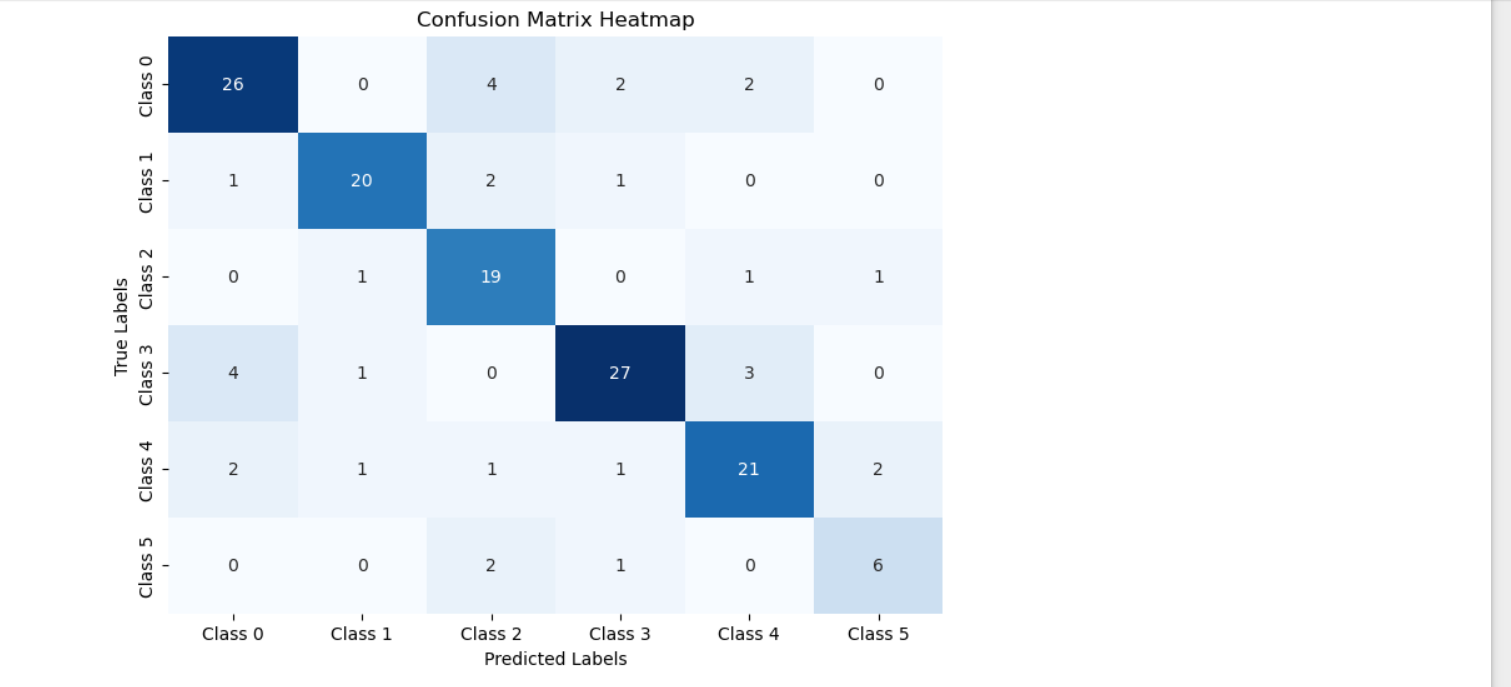 Confusion Matrix Heatmap
Class 0 26 0 4 2 2 0
Class 1 1 20 2 1 0 0
Class 2 0 1 19 0 1 1
Class 3 4 1 0 27 3 0
Class 4 2 1 1 1 21 2
Class 5 0 0 2 1 0 6
True Labels
Class 0 Class 1 Class 2 Class 3 Class 4 Class 5
Predicted Labels